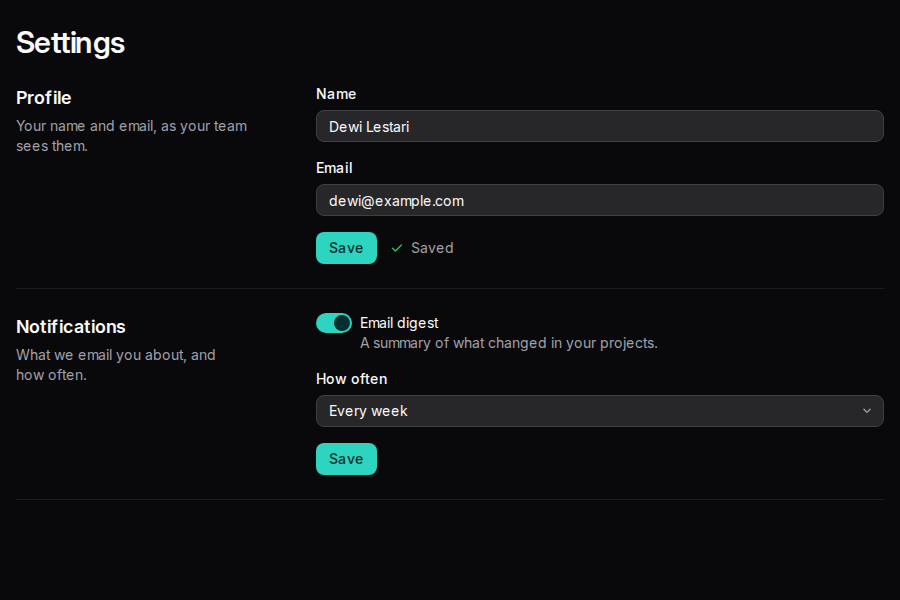 Settings
Profile
Your name and email, as your team
sees them.
Name
Dewi Lestari
Email
dewi@example.com
Save
Saved
Notifications
What we email you about, and
how often.
Email digest
A summary of what changed in your projects.
How often
Every week
Save